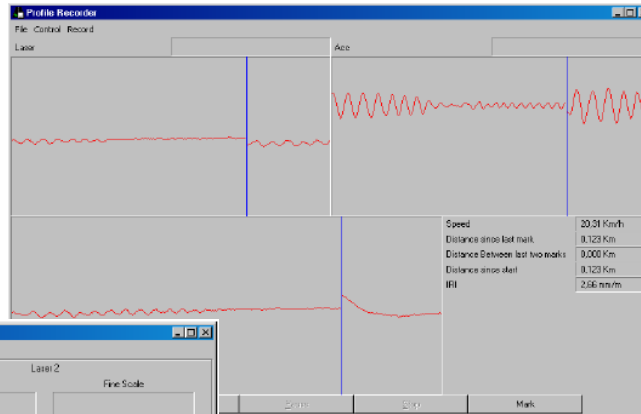 Profile Recorder
File Control Record
Laser
Acc
Speed 20,31 Km/h
Distance since last mark 0,123 Km
Distance Between last two marks 0,000 Km
Distance since start 0,123 Km
IRI 2,66 mm/m
Laser 2
Fine Scale
Mark